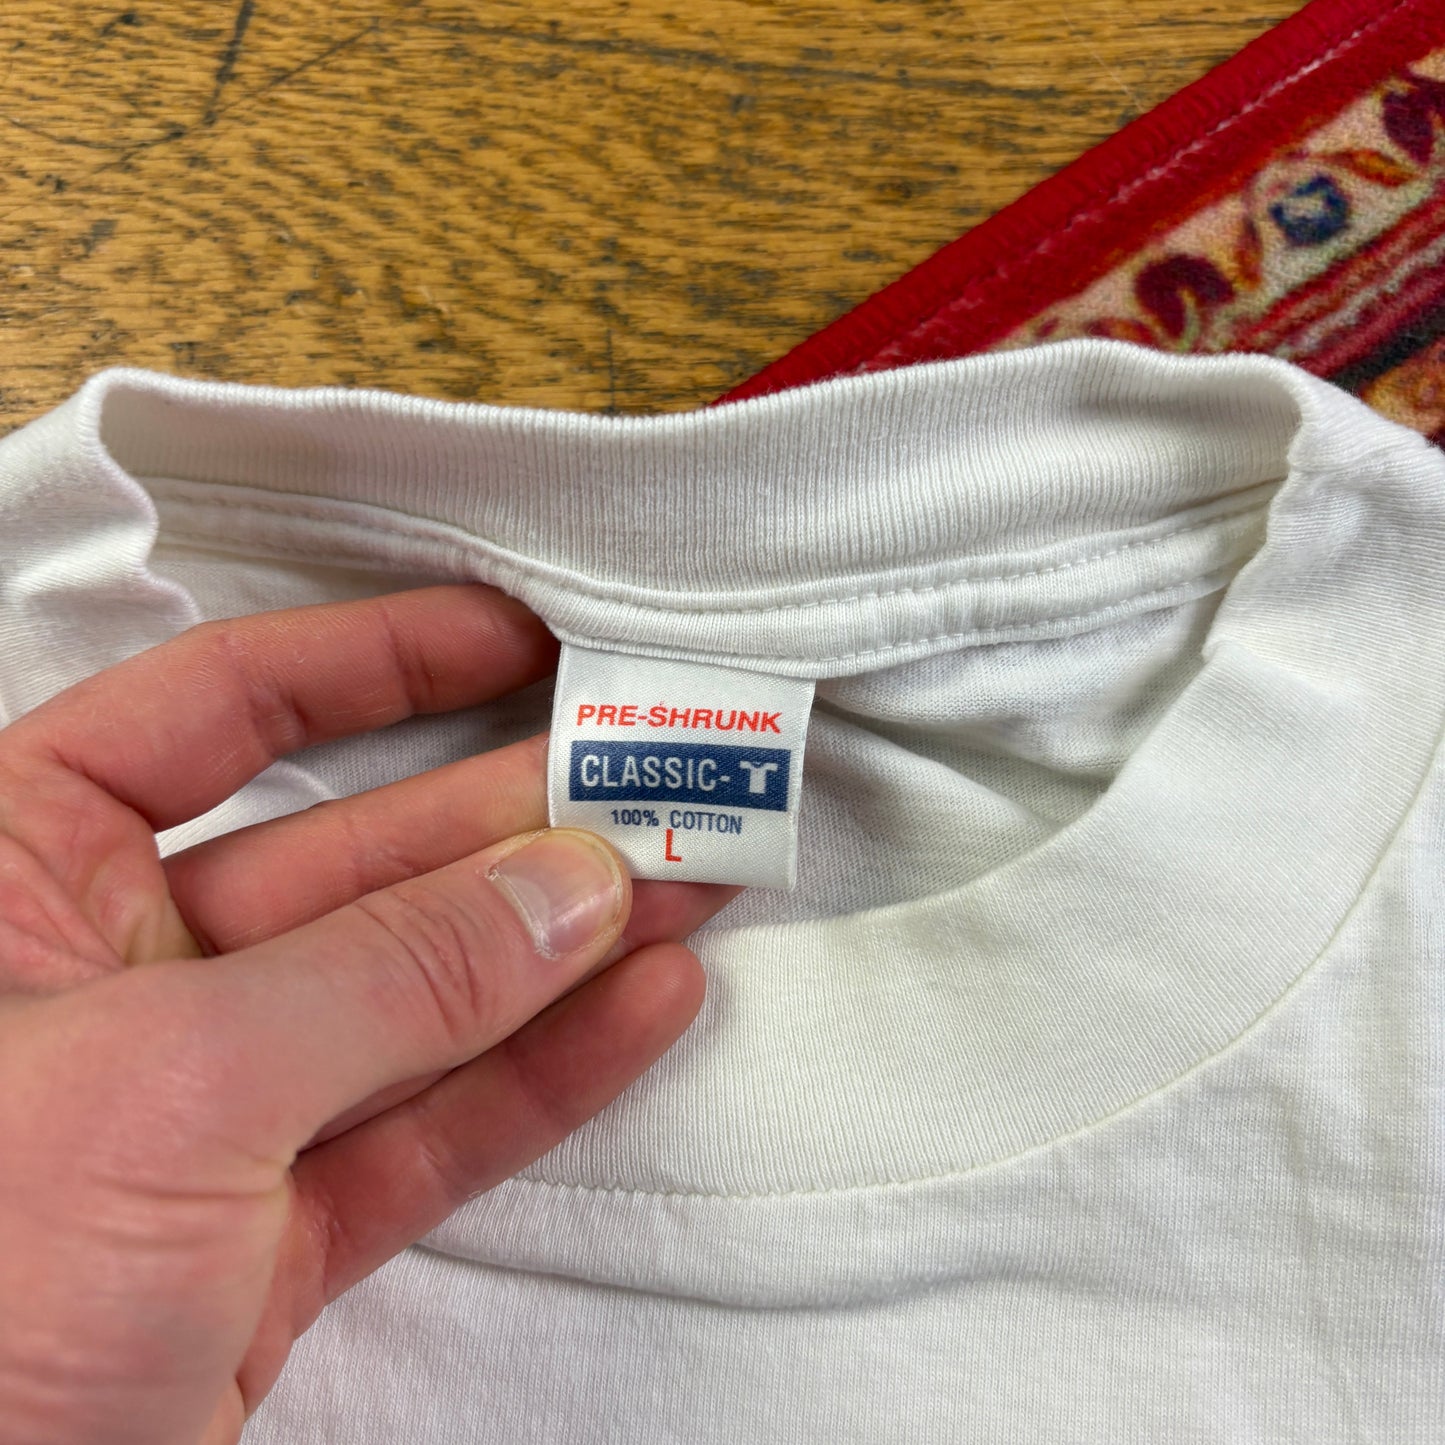 PRE-SHRUNK
CLASSIC-T
100% COTTON
L